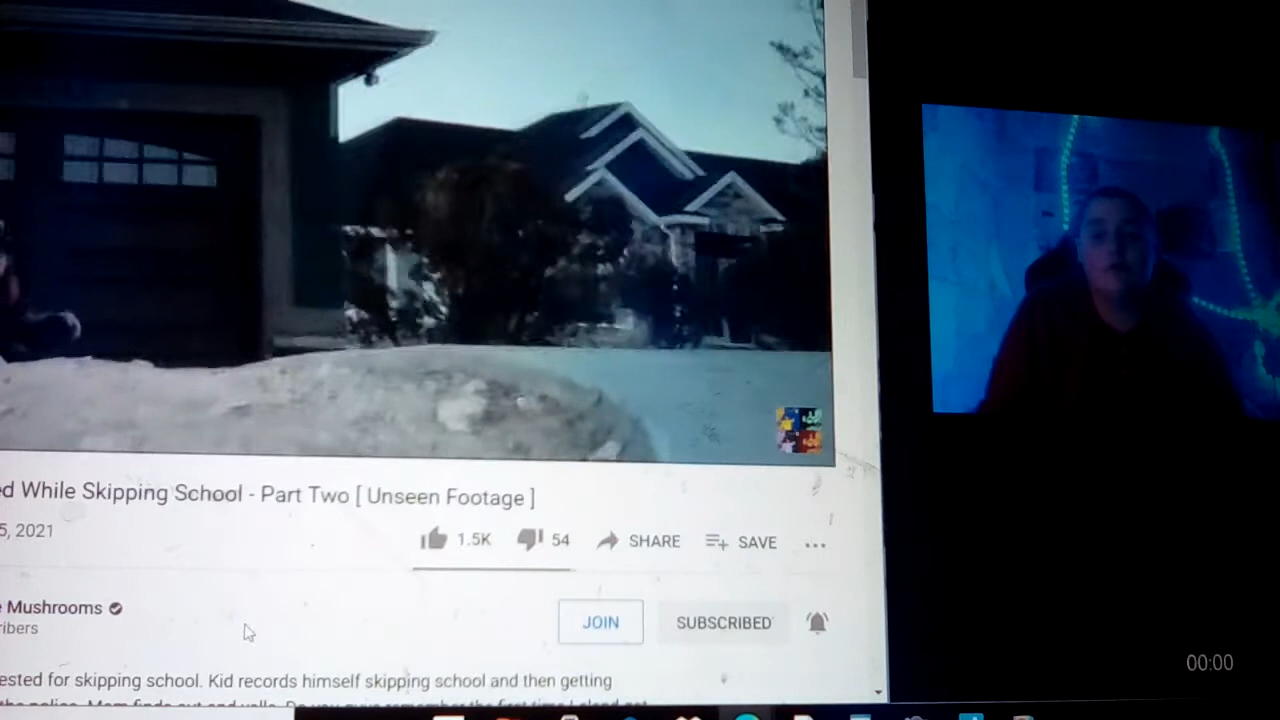 d While Skipping School - Part Two [ Unseen Footage ]
5, 2021
1.5K 54 SHARE SAVE ...
Mushrooms
ribers
JOIN SUBSCRIBED
ested for skipping school. Kid records himself skipping school and then getting
00:00